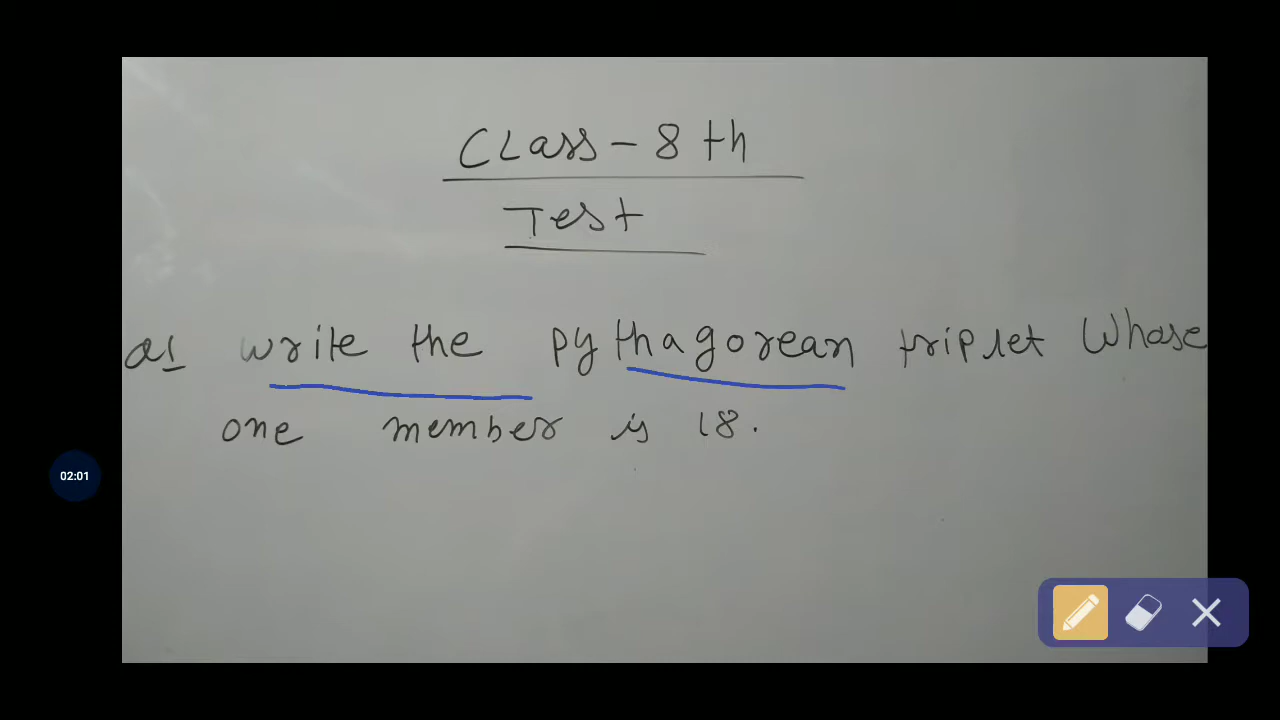 Class - 8th
Test
Q1 write the pythagorean triplet Whose
one member is 18.
02:01